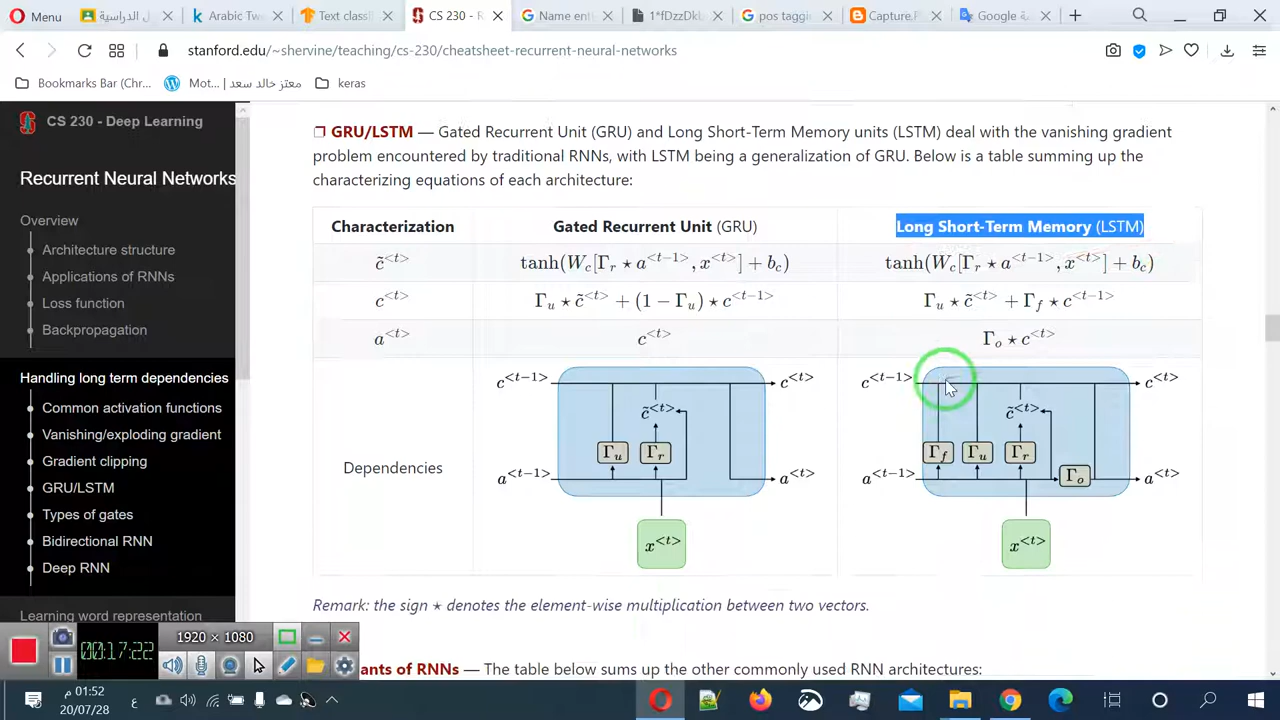 Menu
الدراسية |
Arabic Tw
Text classi
CS 230 - R
Name ent
1*fDzzDkb
pos taggin
Capture.P
Google
stanford.edu/~shervine/teaching/cs-230/cheatsheet-recurrent-neural-networks
Bookmarks Bar (Chr...
Mot... | معتز خالد سعد
keras
CS 230 - Deep Learning
Recurrent Neural Networks
Overview
Architecture structure
Applications of RNNs
Loss function
Backpropagation
Handling long term dependencies
Common activation functions
Vanishing/exploding gradient
Gradient clipping
GRU/LSTM
Types of gates
Bidirectional RNN
Deep RNN
Learning word representation
❒ GRU/LSTM — Gated Recurrent Unit (GRU) and Long Short-Term Memory units (LSTM) deal with the vanishing gradient
problem encountered by traditional RNNs, with LSTM being a generalization of GRU. Below is a table summing up the
characterizing equations of each architecture:
Characterization Gated Recurrent Unit (GRU) Long Short-Term Memory (LSTM)
c̃<t> tanh(Wc[Γr ⋆ a<t−1>, x<t>] + bc) tanh(Wc[Γr ⋆ a<t−1>, x<t>] + bc)
c<t> Γu ⋆ c̃<t> + (1 − Γu) ⋆ c<t−1> Γu ⋆ c̃<t> + Γf ⋆ c<t−1>
a<t> c<t> Γo ⋆ c<t>
Dependencies
c<t−1> c<t>
c̃<t>
Γu Γr
a<t−1> a<t>
x<t>
c<t−1> c<t>
c̃<t>
Γf Γu Γr
a<t−1> Γo a<t>
x<t>
Remark: the sign ⋆ denotes the element-wise multiplication between two vectors.
ants of RNNs — The table below sums up the other commonly used RNN architectures:
1920 × 1080
00:17:22
01:52 م
20/07/28
ع